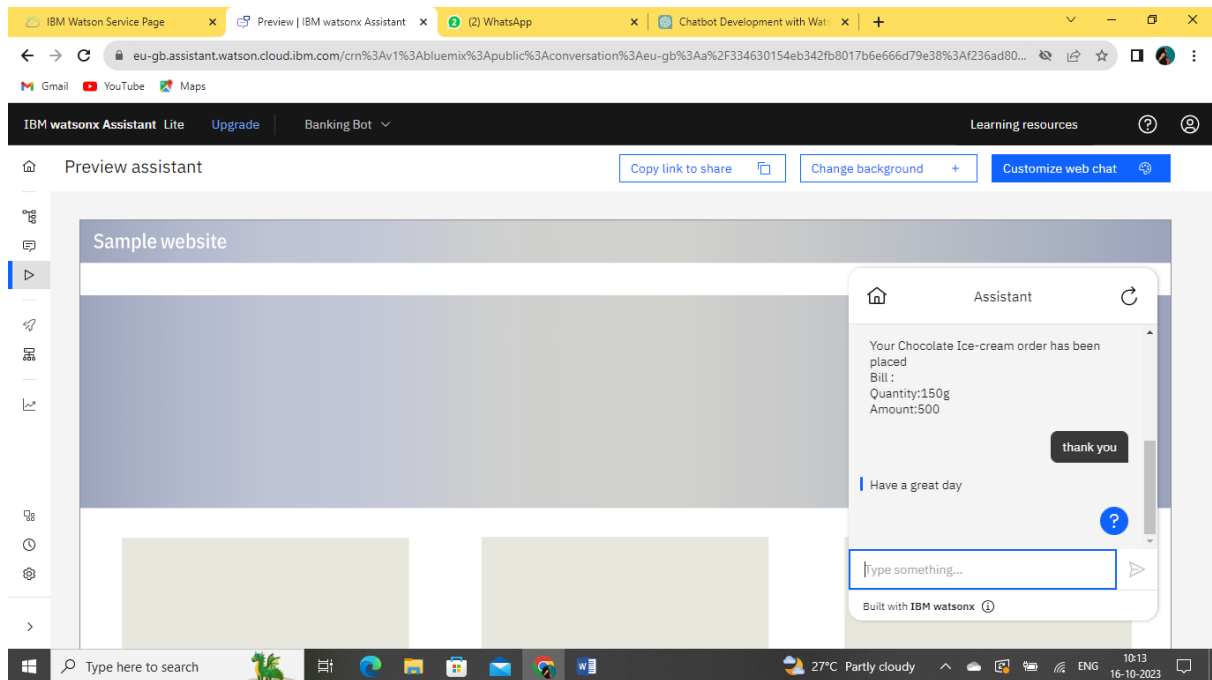 IBM Watson Service Page
Preview | IBM watsonx Assistant
(2) WhatsApp
Chatbot Development with Wats
eu-gb.assistant.watson.cloud.ibm.com/crn%3Av1%3Abluemix%3Apublic%3Aconversation%3Aeu-gb%3Aa%2F334630154eb342fb8017b6e666d79e38%3Af236ad80...
Gmail
YouTube
Maps
IBM watsonx Assistant Lite
Upgrade
Banking Bot
Learning resources
Preview assistant
Copy link to share
Change background +
Customize web chat
Sample website
Assistant
Your Chocolate Ice-cream order has been
placed
Bill :
Quantity:150g
Amount:500
thank you
Have a great day
?
Type something...
Built with IBM watsonx
Type here to search
27°C Partly cloudy
ENG
10:13
16-10-2023